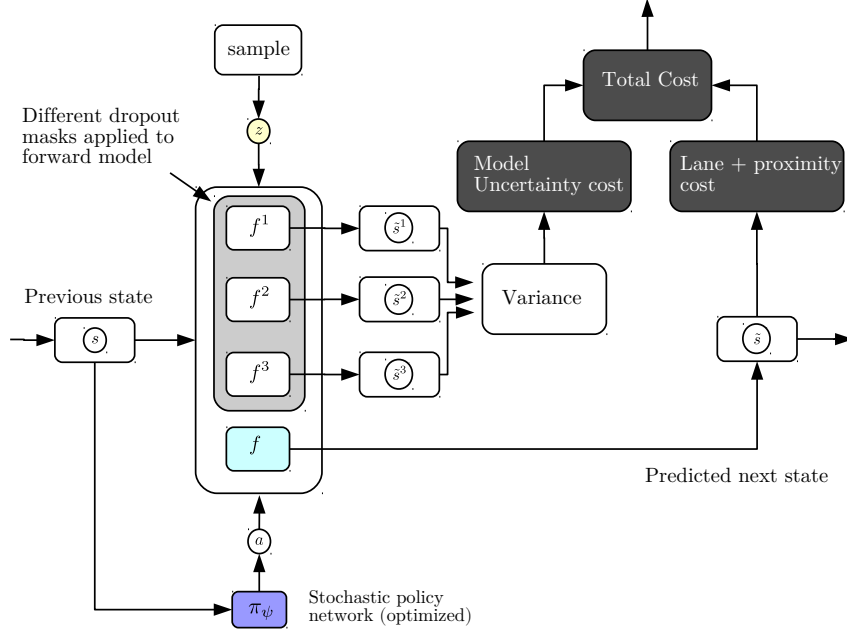 sample
Total Cost
Different dropout
masks applied to
forward model
z
Model
Uncertainty cost
Lane + proximity
cost
f¹
s̃¹
Previous state
f²
s̃²
Variance
s
s̃
f³
s̃³
f
Predicted next state
a
π_ψ
Stochastic policy
network (optimized)